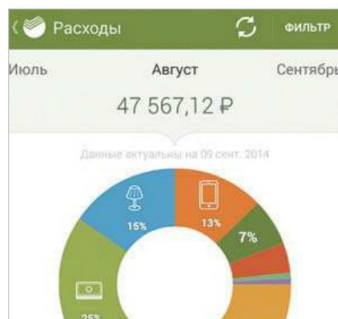 Расходы ФИЛЬТР
Июль Август Сентябрь
47 567,12 ₽
Данные актуальны на 09 сент. 2014
15% 13%
7%
25%